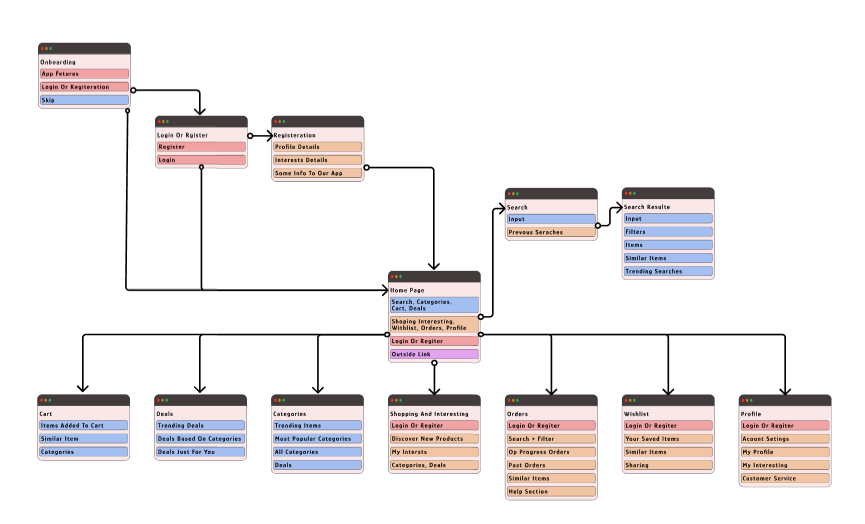 Onboarding
App Fetures
Login Or Regiteration
Skip
Login Or Rgister
Register
Login
Registeration
Profile Details
Interests Details
Some Info To Our App
Search
Input
Prevous Seraches
Search Resulte
Input
Filters
Items
Similar Items
Trending Searches
Home Page
Search, Categories,
Cart, Deals
Shoping Interesting,
Withlist, Orders, Profile
Login Or Regiter
Outside Link
Cart
Items Added To Cart
Similar Item
Categories
Deals
Trending Deals
Deals Based On Categories
Deals Just For You
Categories
Trending Items
Most Popular Categories
All Categories
Deals
Shopping And Interesting
Login Or Regiter
Discover New Products
My Intersts
Categories, Deals
Orders
Login Or Regiter
Search + Filter
Op Progress Orders
Past Orders
Similar Items
Help Section
Wishlist
Login Or Regiter
Your Saved Items
Similar Items
Sharing
Profile
Login Or Regiter
Acount Setings
My Profile
My Interesting
Customer Service